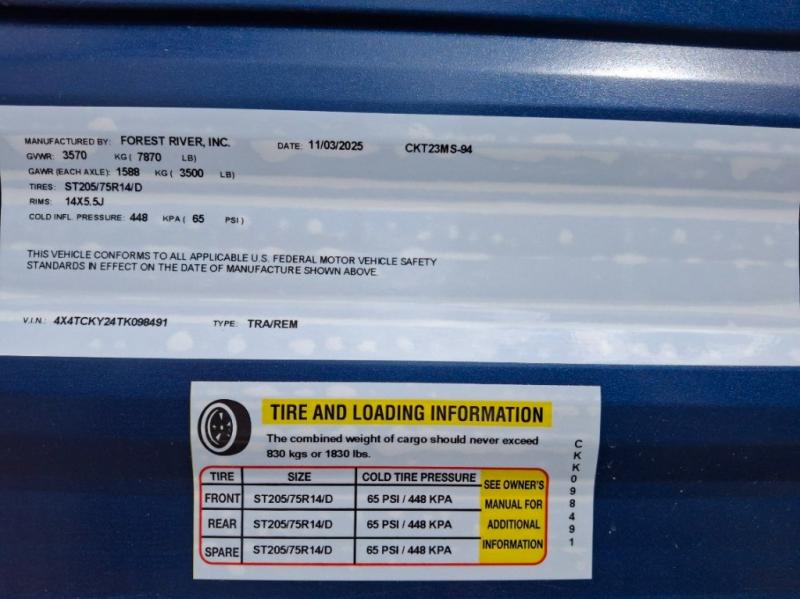 MANUFACTURED BY: FOREST RIVER, INC. DATE: 11/03/2025 CKT23MS-94
GVWR: 3570 KG( 7870 LB)
GAWR (EACH AXLE): 1588 KG ( 3500 LB)
TIRES: ST205/75R14/D
RIMS: 14X5.5J
COLD INFL. PRESSURE: 448 KPA ( 65 PSI )
THIS VEHICLE CONFORMS TO ALL APPLICABLE U.S. FEDERAL MOTOR VEHICLE SAFETY
STANDARDS IN EFFECT ON THE DATE OF MANUFACTURE SHOWN ABOVE.
V.I.N.: 4X4TCKY24TK098491 TYPE: TRA/REM
TIRE AND LOADING INFORMATION
The combined weight of cargo should never exceed
830 kgs or 1830 lbs.
TIRE SIZE COLD TIRE PRESSURE
FRONT ST205/75R14/D 65 PSI / 448 KPA
REAR ST205/75R14/D 65 PSI / 448 KPA
SPARE ST205/75R14/D 65 PSI / 448 KPA
SEE OWNER'S
MANUAL FOR
ADDITIONAL
INFORMATION
CKK098491